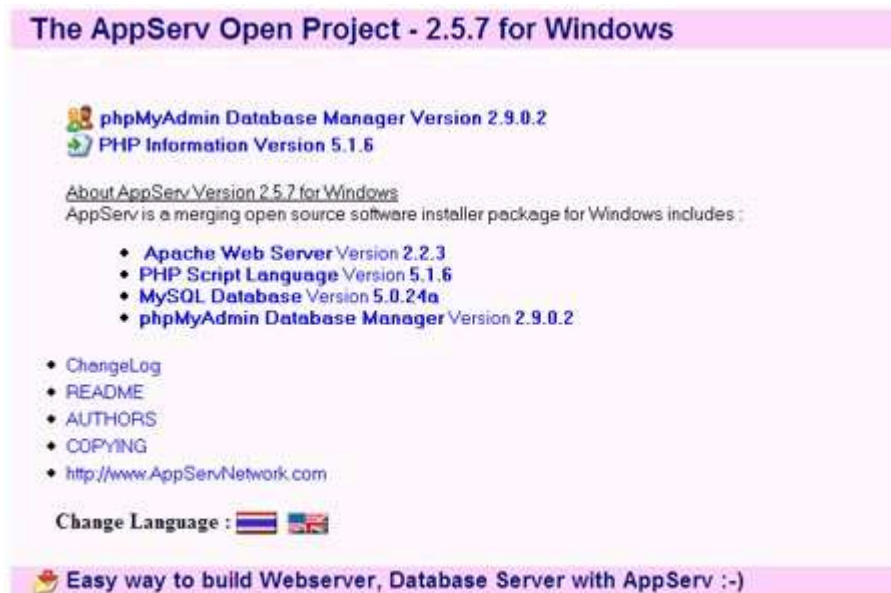 The AppServ Open Project - 2.5.7 for Windows
phpMyAdmin Database Manager Version 2.9.0.2
PHP Information Version 5.1.6
About AppServ Version 2.5.7 for Windows
AppServ is a merging open source software installer package for Windows includes :
Apache Web Server Version 2.2.3
PHP Script Language Version 5.1.6
MySQL Database Version 5.0.24a
phpMyAdmin Database Manager Version 2.9.0.2
ChangeLog
README
AUTHORS
COPYING
http://www.AppServNetwork.com
Change Language :
Easy way to build Webserver, Database Server with AppServ :-)